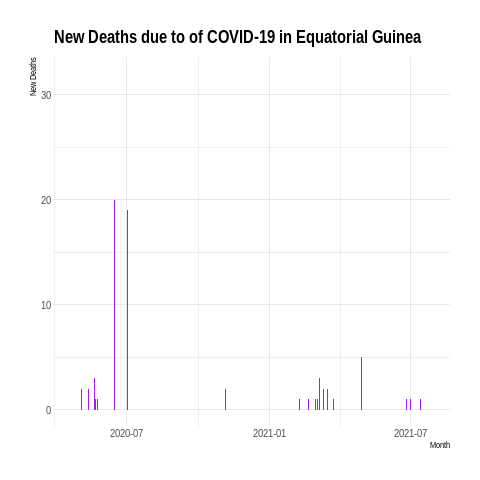 New Deaths due to of COVID-19 in Equatorial Guinea
New Deaths
30
20
10
0
2020-07
2021-01
2021-07
Month